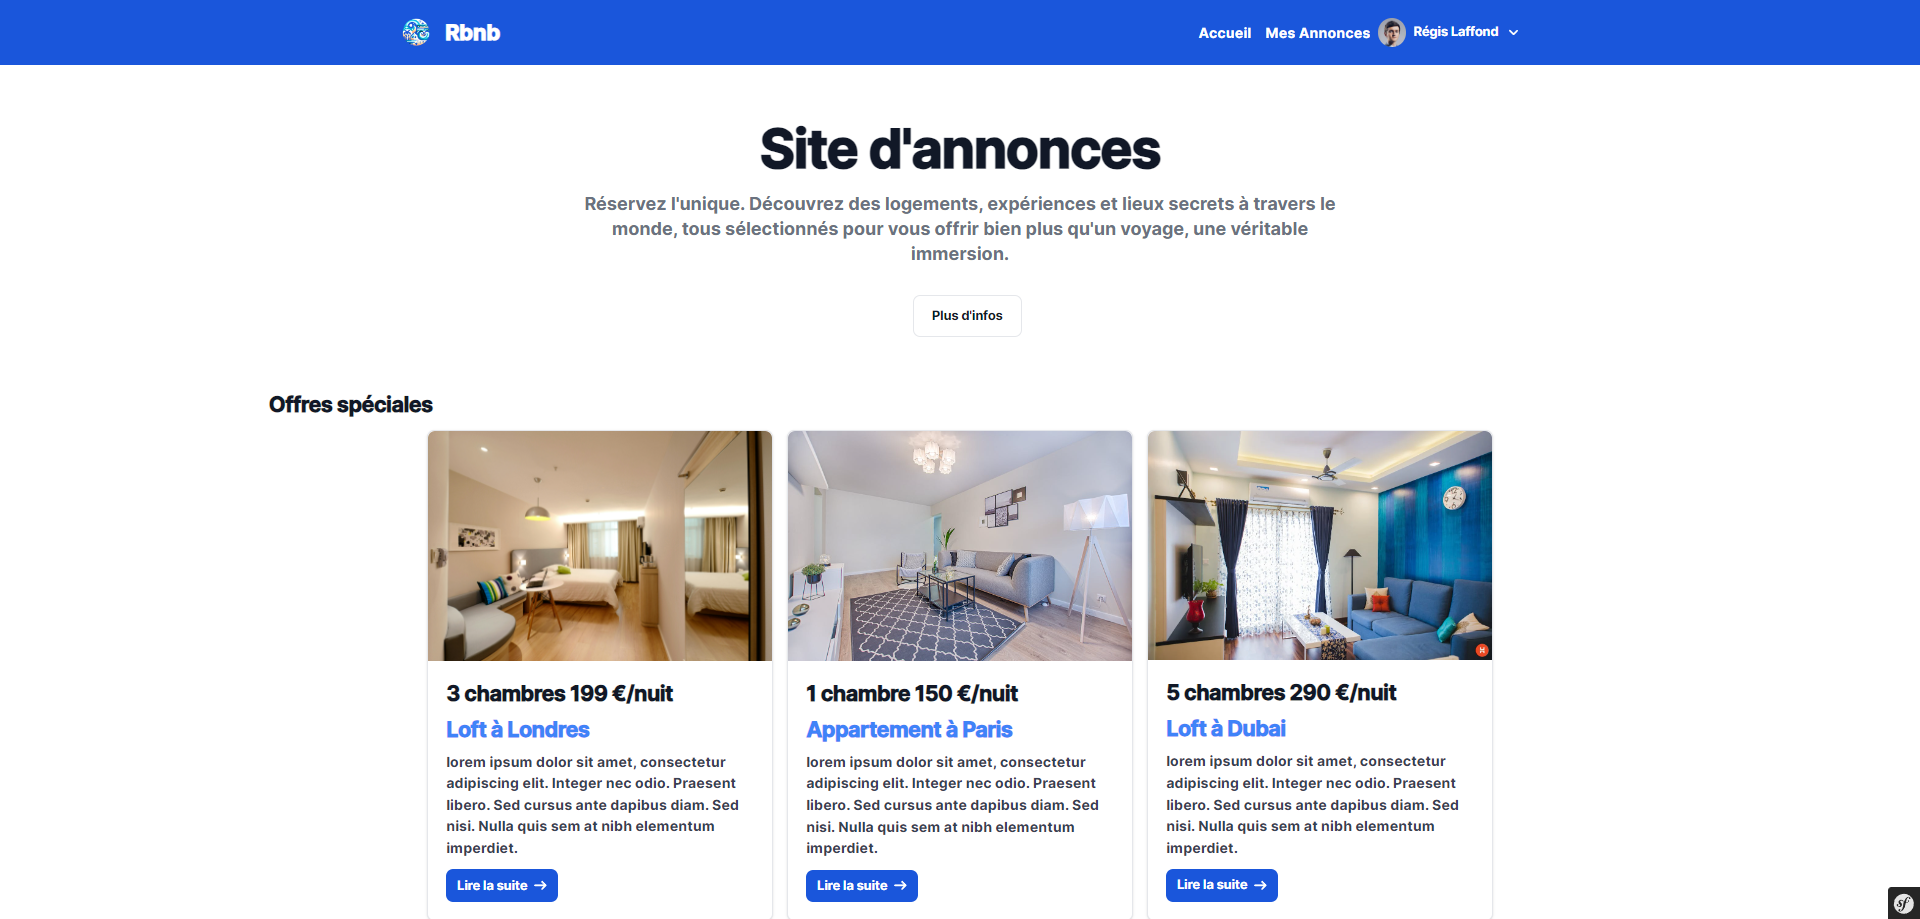 Rbnb
Accueil
Mes Annonces
Régis Laffond
Site d'annonces
Réservez l'unique. Découvrez des logements, expériences et lieux secrets à travers le
monde, tous sélectionnés pour vous offrir bien plus qu'un voyage, une véritable
immersion.
Plus d'infos
Offres spéciales
3 chambres 199 €/nuit
Loft à Londres
lorem ipsum dolor sit amet, consectetur
adipiscing elit. Integer nec odio. Praesent
libero. Sed cursus ante dapibus diam. Sed
nisi. Nulla quis sem at nibh elementum
imperdiet.
Lire la suite →
1 chambre 150 €/nuit
Appartement à Paris
lorem ipsum dolor sit amet, consectetur
adipiscing elit. Integer nec odio. Praesent
libero. Sed cursus ante dapibus diam. Sed
nisi. Nulla quis sem at nibh elementum
imperdiet.
Lire la suite →
5 chambres 290 €/nuit
Loft à Dubai
lorem ipsum dolor sit amet, consectetur
adipiscing elit. Integer nec odio. Praesent
libero. Sed cursus ante dapibus diam. Sed
nisi. Nulla quis sem at nibh elementum
imperdiet.
Lire la suite →
sf